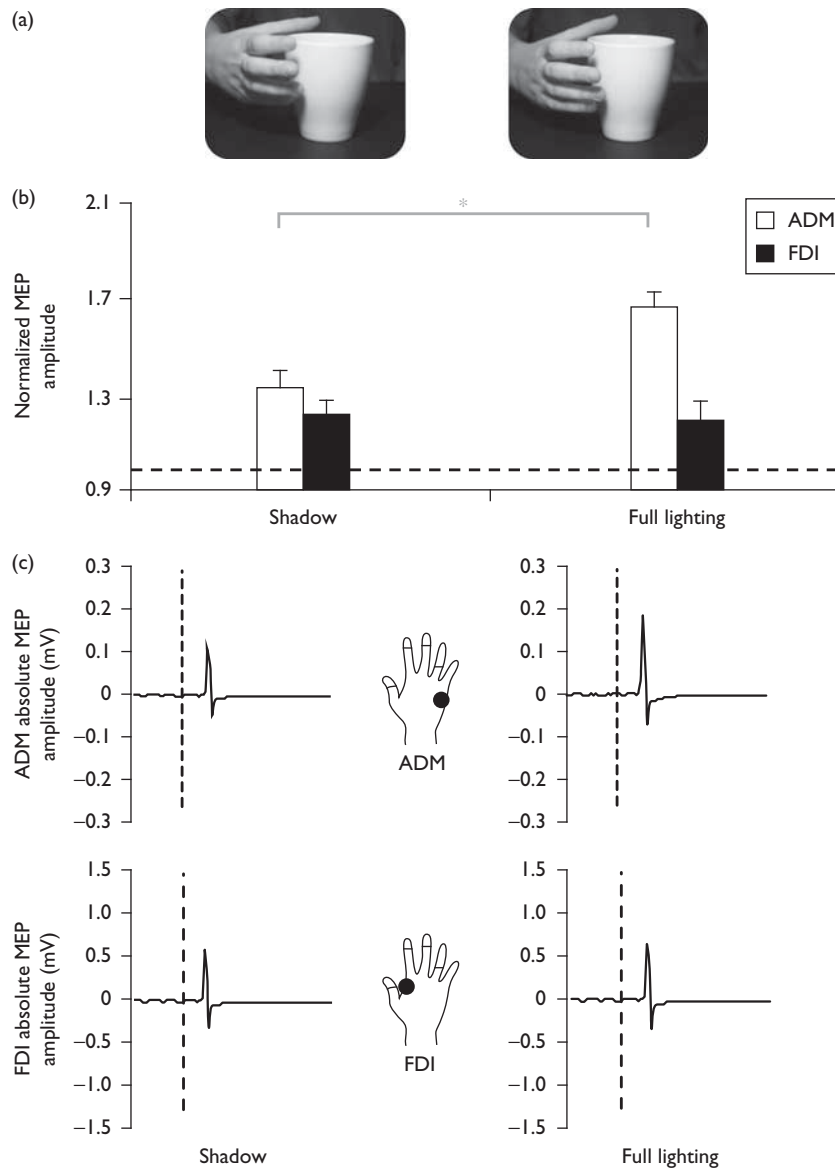 (a)
(b)
2.1
1.7
1.3
0.9
Normalized MEP
amplitude
*
ADM
FDI
Shadow
Full lighting
(c)
0.3
0.2
0.1
0
−0.1
−0.2
−0.3
ADM absolute MEP
amplitude (mV)
ADM
0.3
0.2
0.1
0
−0.1
−0.2
−0.3
1.5
1.0
0.5
0
−0.5
−1.0
−1.5
FDI absolute MEP
amplitude (mV)
FDI
1.5
1.0
0.5
0
−0.5
−1.0
−1.5
Shadow
Full lighting